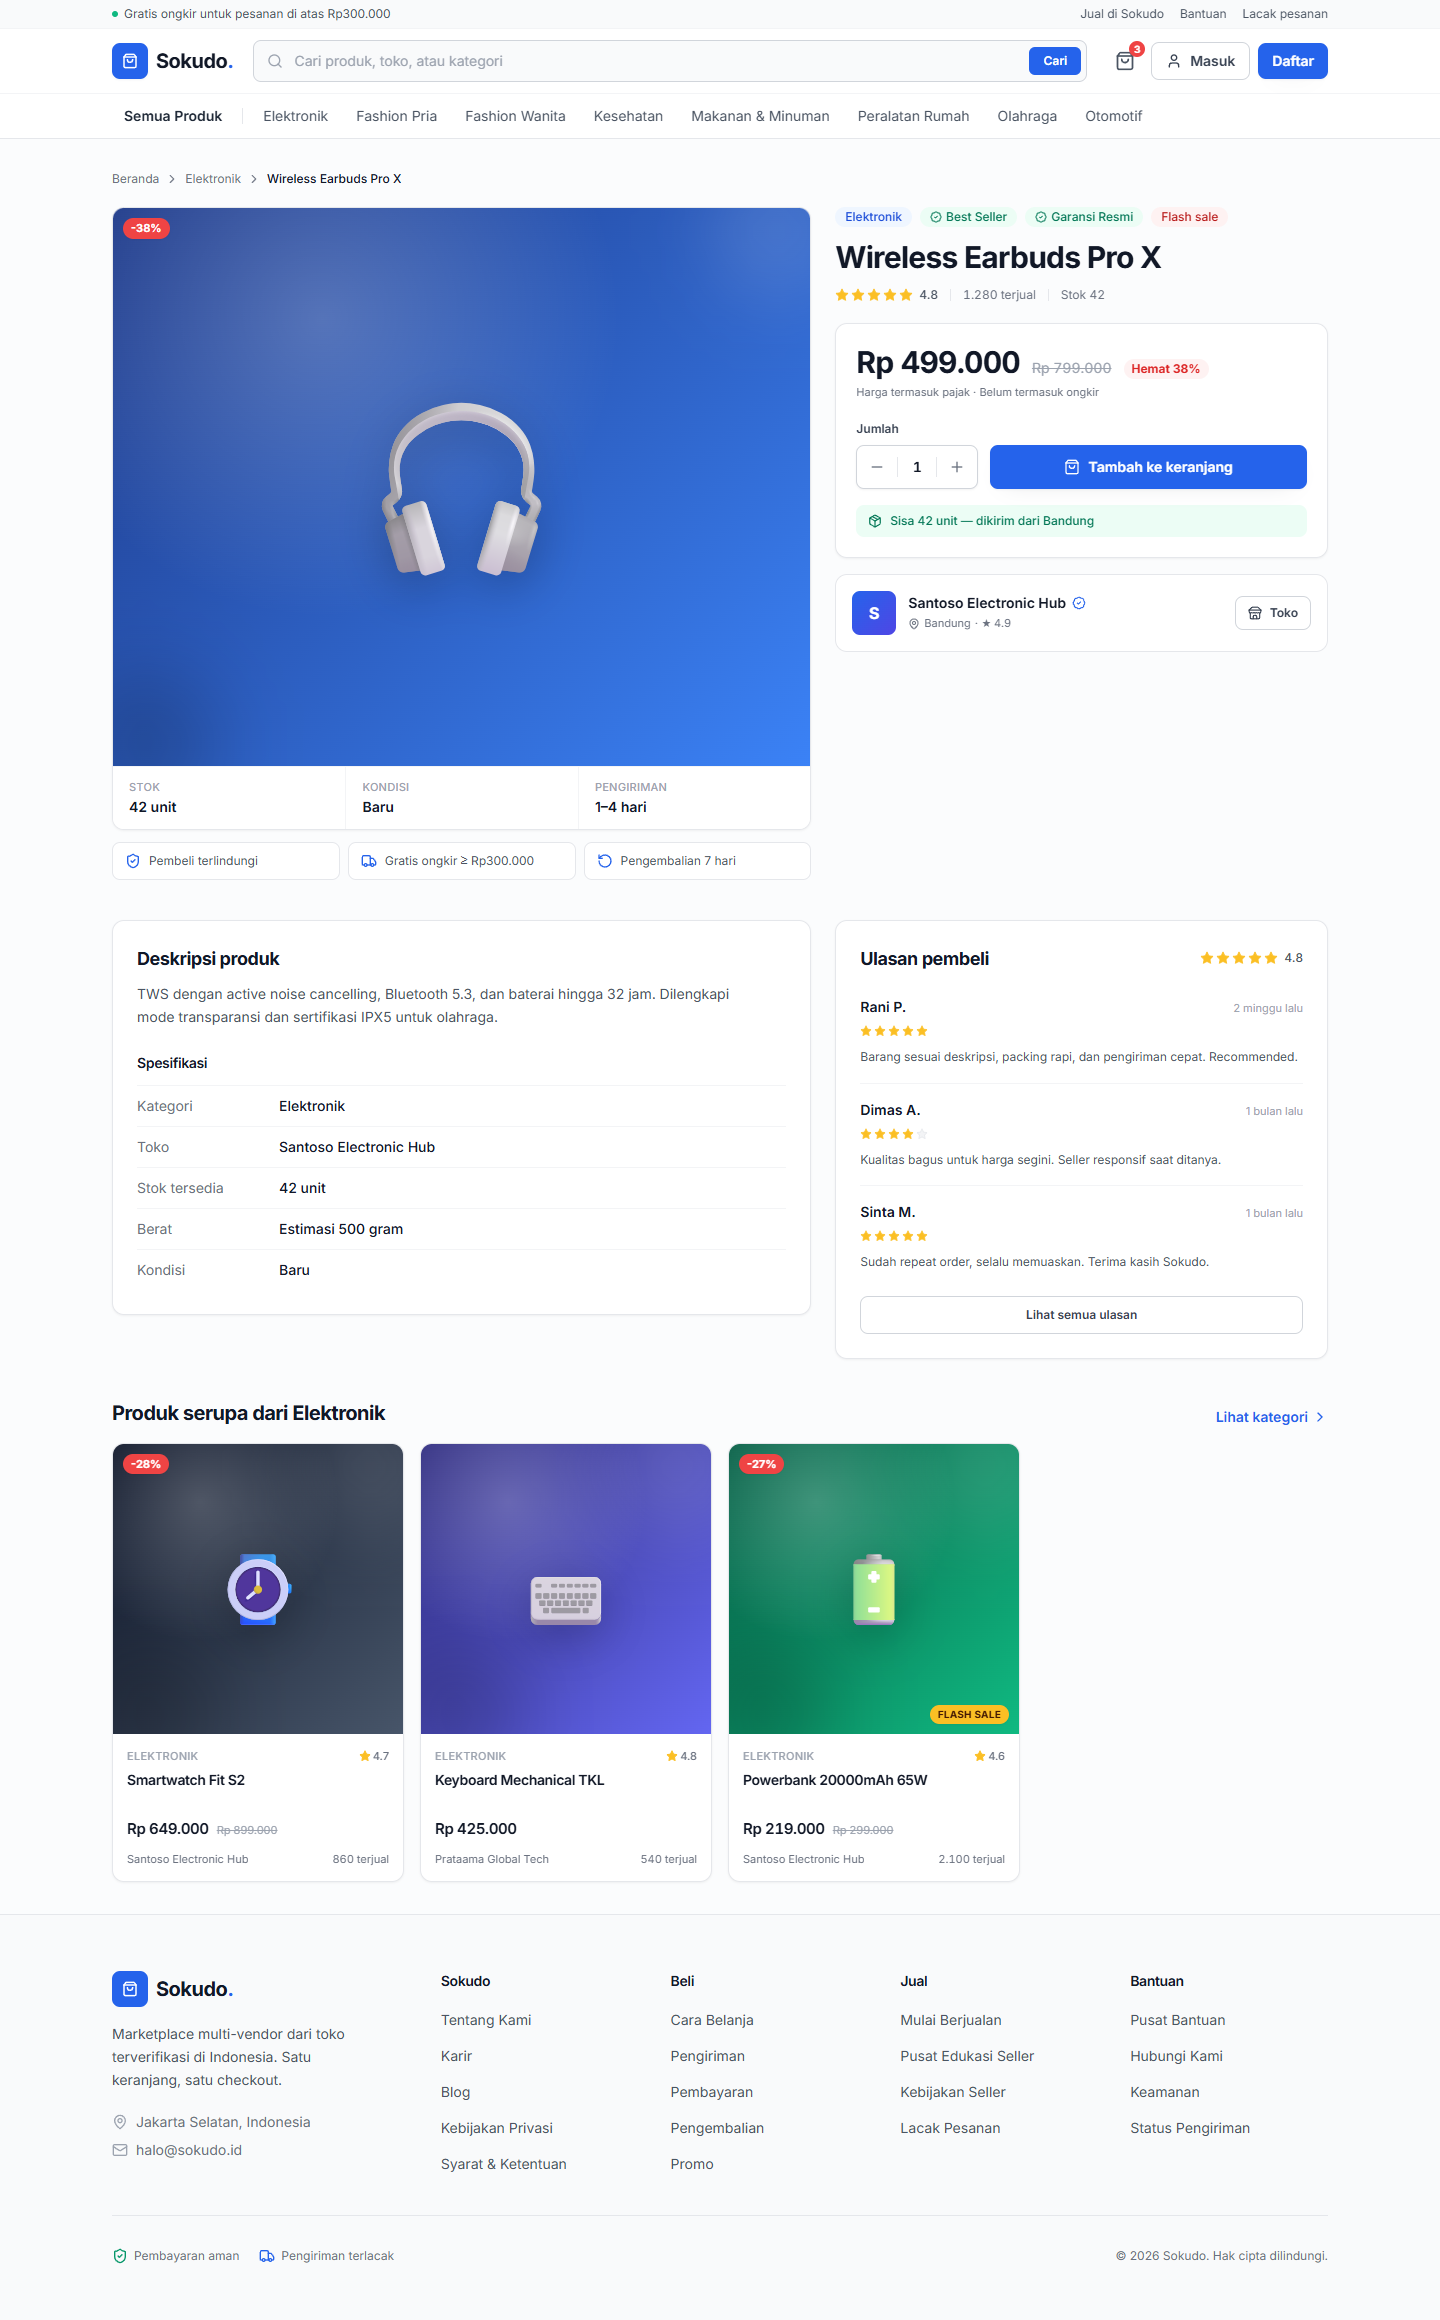 Gratis ongkir untuk pesanan di atas Rp300.000
Jual di Sokudo Bantuan Lacak pesanan
Sokudo.
Cari produk, toko, atau kategori
Cari
3
Masuk
Daftar
Semua Produk Elektronik Fashion Pria Fashion Wanita Kesehatan Makanan & Minuman Peralatan Rumah Olahraga Otomotif
Beranda > Elektronik > Wireless Earbuds Pro X
-38%
STOK
42 unit
KONDISI
Baru
PENGIRIMAN
1–4 hari
Pembeli terlindungi
Gratis ongkir ≥ Rp300.000
Pengembalian 7 hari
Elektronik Best Seller Garansi Resmi Flash sale
Wireless Earbuds Pro X
4.8 1.280 terjual Stok 42
Rp 499.000 Rp 799.000 Hemat 38%
Harga termasuk pajak · Belum termasuk ongkir
Jumlah
1
Tambah ke keranjang
Sisa 42 unit — dikirim dari Bandung
S
Santoso Electronic Hub
Bandung · ★ 4.9
Toko
Deskripsi produk
TWS dengan active noise cancelling, Bluetooth 5.3, dan baterai hingga 32 jam. Dilengkapi
mode transparansi dan sertifikasi IPX5 untuk olahraga.
Spesifikasi
Kategori Elektronik
Toko Santoso Electronic Hub
Stok tersedia 42 unit
Berat Estimasi 500 gram
Kondisi Baru
Ulasan pembeli 4.8
Rani P. 2 minggu lalu
Barang sesuai deskripsi, packing rapi, dan pengiriman cepat. Recommended.
Dimas A. 1 bulan lalu
Kualitas bagus untuk harga segini. Seller responsif saat ditanya.
Sinta M. 1 bulan lalu
Sudah repeat order, selalu memuaskan. Terima kasih Sokudo.
Lihat semua ulasan
Produk serupa dari Elektronik
Lihat kategori
-28%
ELEKTRONIK 4.7
Smartwatch Fit S2
Rp 649.000 Rp 899.000
Santoso Electronic Hub 860 terjual
ELEKTRONIK 4.8
Keyboard Mechanical TKL
Rp 425.000
Prataama Global Tech 540 terjual
-27%
FLASH SALE
ELEKTRONIK 4.6
Powerbank 20000mAh 65W
Rp 219.000 Rp 299.000
Santoso Electronic Hub 2.100 terjual
Sokudo.
Marketplace multi-vendor dari toko
terverifikasi di Indonesia. Satu
keranjang, satu checkout.
Jakarta Selatan, Indonesia
halo@sokudo.id
Sokudo
Tentang Kami
Karir
Blog
Kebijakan Privasi
Syarat & Ketentuan
Beli
Cara Belanja
Pengiriman
Pembayaran
Pengembalian
Promo
Jual
Mulai Berjualan
Pusat Edukasi Seller
Kebijakan Seller
Lacak Pesanan
Bantuan
Pusat Bantuan
Hubungi Kami
Keamanan
Status Pengiriman
Pembayaran aman
Pengiriman terlacak
© 2026 Sokudo. Hak cipta dilindungi.